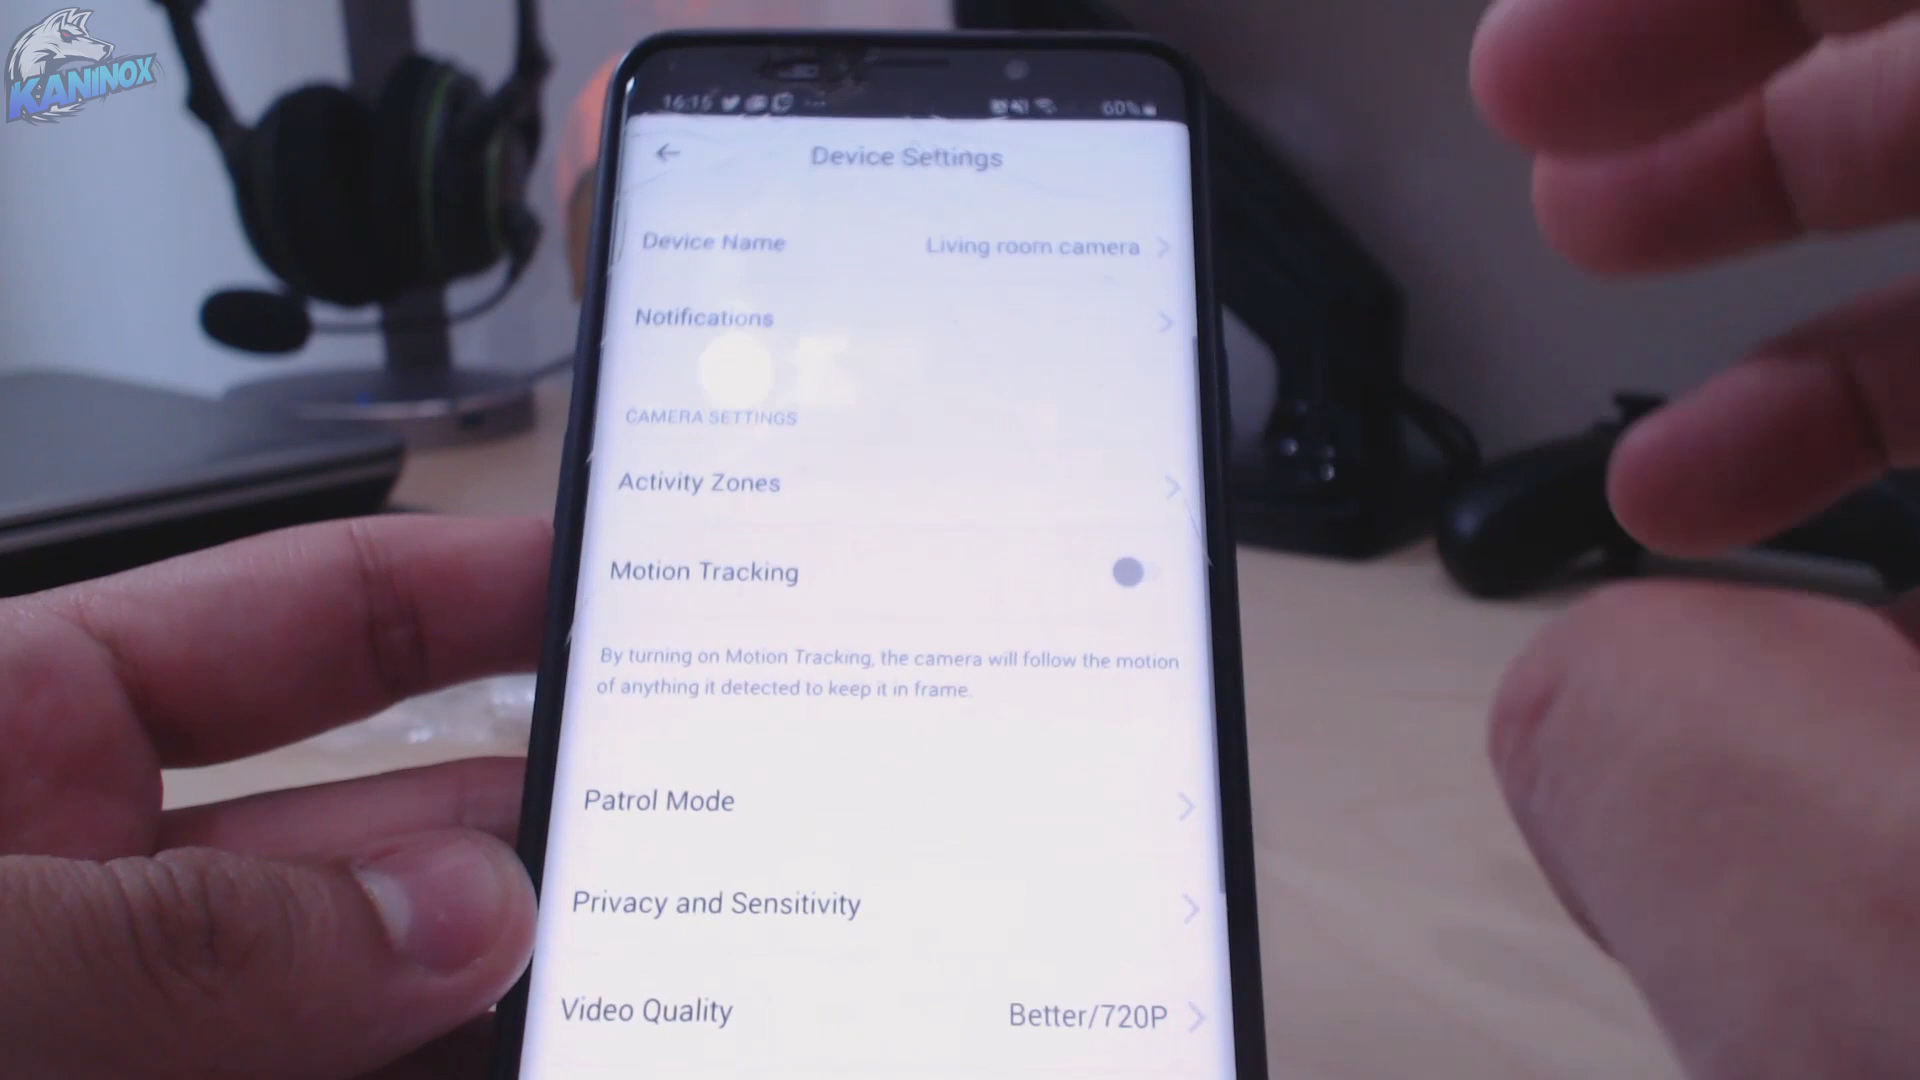 KANINOX
16:15
60%
Device Settings
Device Name
Living room camera
Notifications
CAMERA SETTINGS
Activity Zones
Motion Tracking
By turning on Motion Tracking, the camera will follow the motion
of anything it detected to keep it in frame.
Patrol Mode
Privacy and Sensitivity
Video Quality
Better/720P